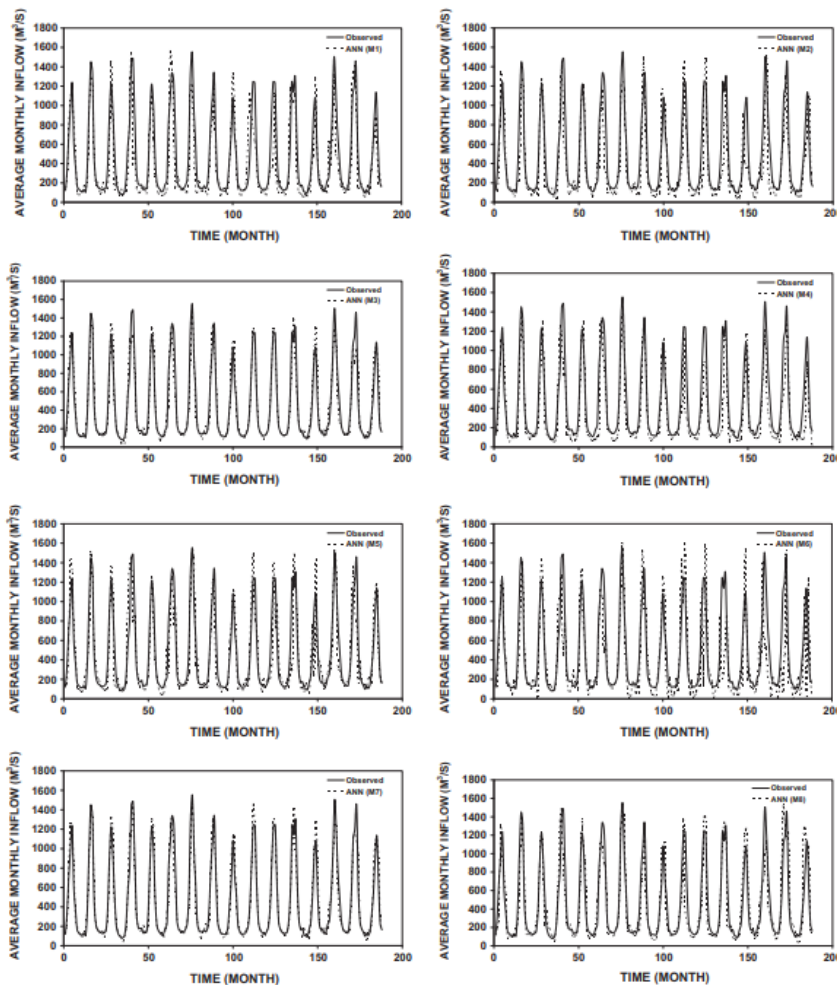 AVERAGE MONTHLY INFLOW (M³/S)
1800
1600
1400
1200
1000
800
600
400
200
0
0 50 100 150 200
TIME (MONTH)
Observed
ANN (M1)
AVERAGE MONTHLY INFLOW (M³/S)
1800
1600
1400
1200
1000
800
600
400
200
0
0 50 100 150 200
TIME (MONTH)
Observed
ANN (M2)
AVERAGE MONTHLY INFLOW (M³/S)
1800
1600
1400
1200
1000
800
600
400
200
0
0 50 100 150 200
TIME (MONTH)
Observed
ANN (M3)
AVERAGE MONTHLY INFLOW (M³/S)
1800
1600
1400
1200
1000
800
600
400
200
0
0 50 100 150 200
TIME (MONTH)
Observed
ANN (M4)
AVERAGE MONTHLY INFLOW (M³/S)
1800
1600
1400
1200
1000
800
600
400
200
0
0 50 100 150 200
TIME (MONTH)
Observed
ANN (M5)
AVERAGE MONTHLY INFLOW (M³/S)
1800
1600
1400
1200
1000
800
600
400
200
0
0 50 100 150 200
TIME (MONTH)
Observed
ANN (M6)
AVERAGE MONTHLY INFLOW (M³/S)
1800
1600
1400
1200
1000
800
600
400
200
0
0 50 100 150 200
TIME (MONTH)
Observed
ANN (M7)
AVERAGE MONTHLY INFLOW (M³/S)
1800
1600
1400
1200
1000
800
600
400
200
0
0 50 100 150 200
TIME (MONTH)
Observed
ANN (M8)